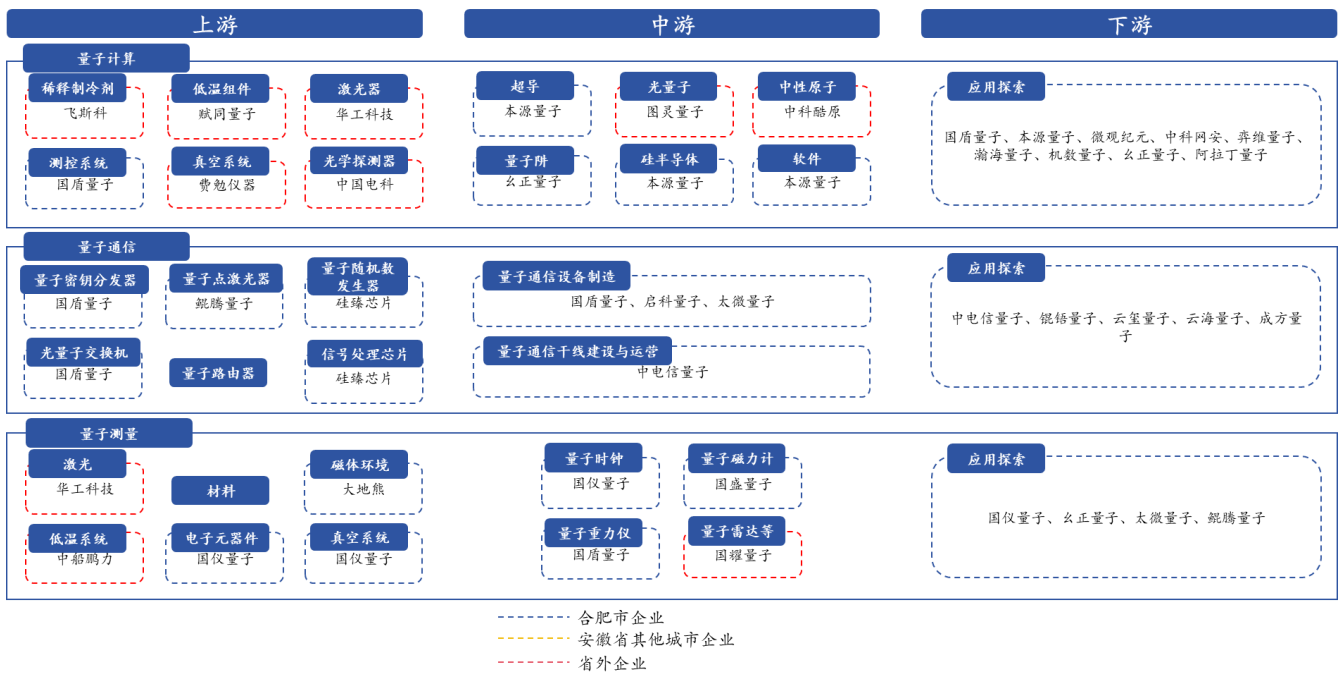 上游
中游
下游
量子计算
稀释制冷剂
飞斯科
低温组件
赋同量子
激光器
华工科技
测控系统
国盾量子
真空系统
费勉仪器
光学探测器
中国电科
超导
本源量子
光量子
图灵量子
中性原子
中科酷原
量子阱
幺正量子
硅半导体
本源量子
软件
本源量子
应用探索
国盾量子、本源量子、微观纪元、中科网安、弈维量子、
瀚海量子、机数量子、幺正量子、阿拉丁量子
量子通信
量子密钥分发器
国盾量子
量子点激光器
鲲腾量子
量子随机数
发生器
硅臻芯片
光量子交换机
国盾量子
量子路由器
信号处理芯片
硅臻芯片
量子通信设备制造
国盾量子、启科量子、太微量子
量子通信干线建设与运营
中电信量子
应用探索
中电信量子、锟铻量子、云玺量子、云海量子、成方量
子
量子测量
激光
华工科技
材料
磁体环境
大地熊
低温系统
中船鹏力
电子元器件
国仪量子
真空系统
国仪量子
量子时钟
国仪量子
量子磁力计
国盛量子
量子重力仪
国盾量子
量子雷达等
国耀量子
应用探索
国仪量子、幺正量子、太微量子、鲲腾量子
合肥市企业
安徽省其他城市企业
省外企业